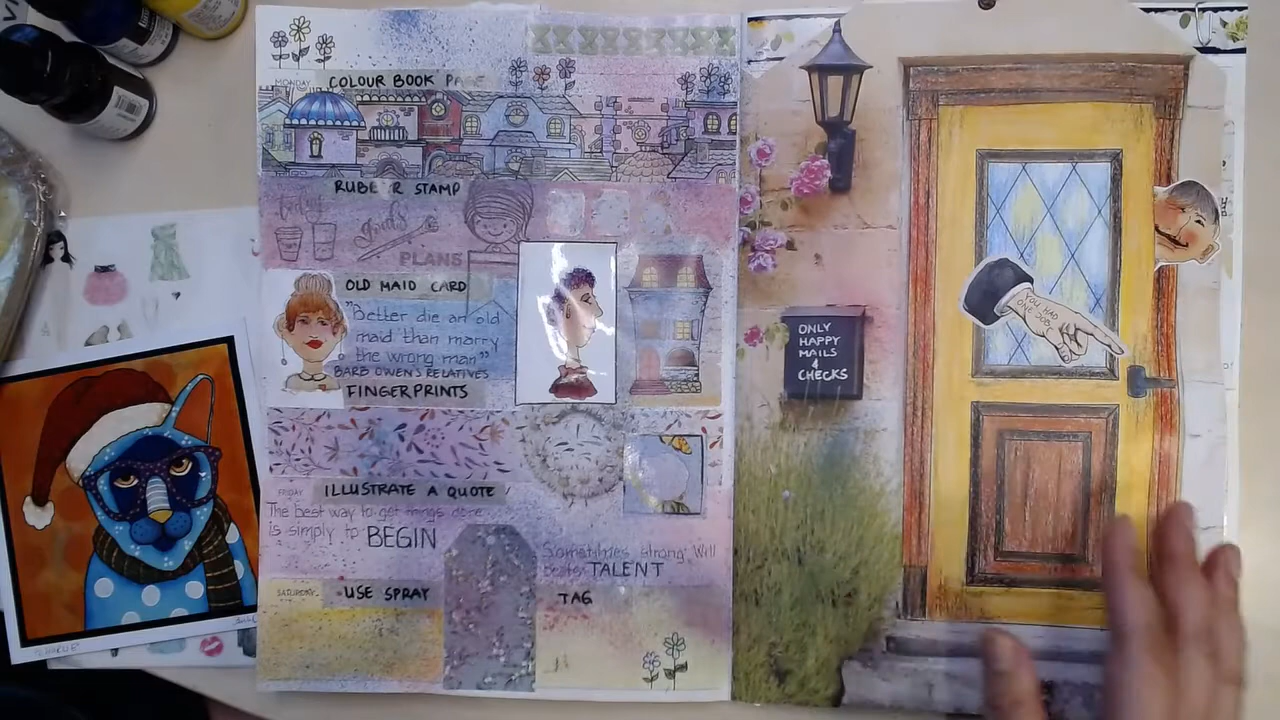 MONDAY COLOUR BOOK PAGE
RUBBER STAMP
today
goals
PLANS
OLD MAID CARD
"Better die an old
maid than marry
the wrong man"
BARB OWEN'S RELATIVES
FINGERPRINTS
FRIDAY ILLUSTRATE A QUOTE
The best way to get things done
is simply to BEGIN
Sometimes strong Will
TALENT
SATURDAY USE SPRAY
TAG
ONLY
HAPPY
MAILS
&
CHECKS
YOU HAD
ONE JOB